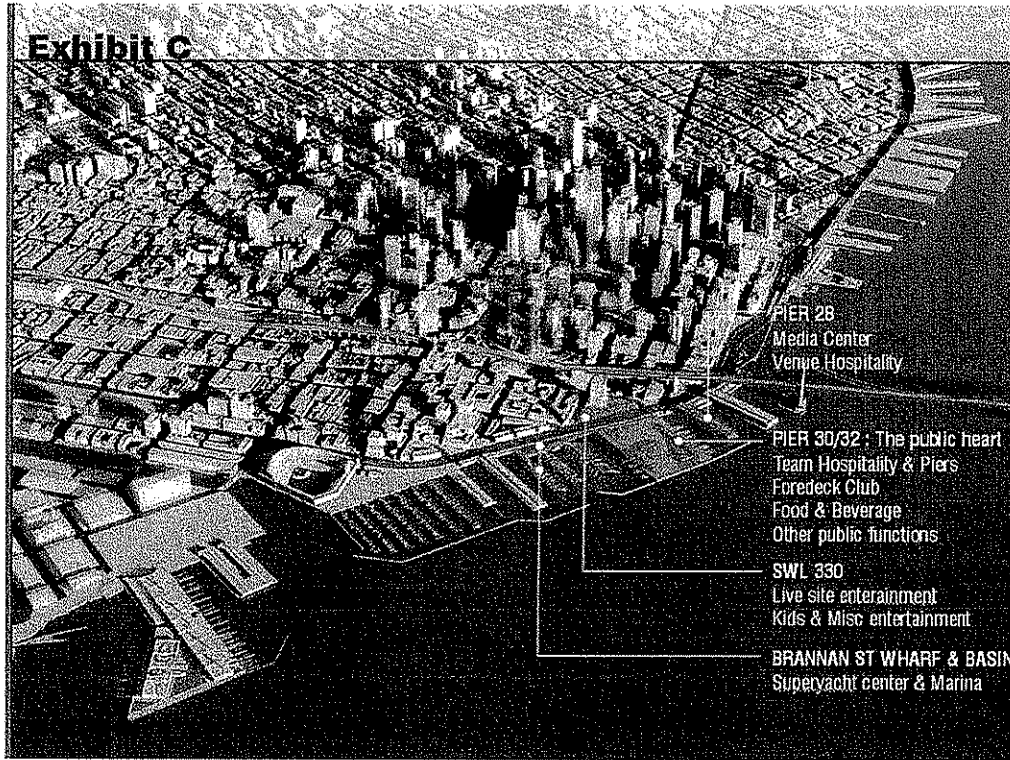 Exhibit C
PIER 28
Media Center
Venue Hospitality
PIER 30/32 : The public heart
Team Hospitality & Piers
Foredeck Club
Food & Beverage
Other public functions
SWL 330
Live site enterainment
Kids & Misc entertainment
BRANNAN ST WHARF & BASIN
Superyacht center & Marina